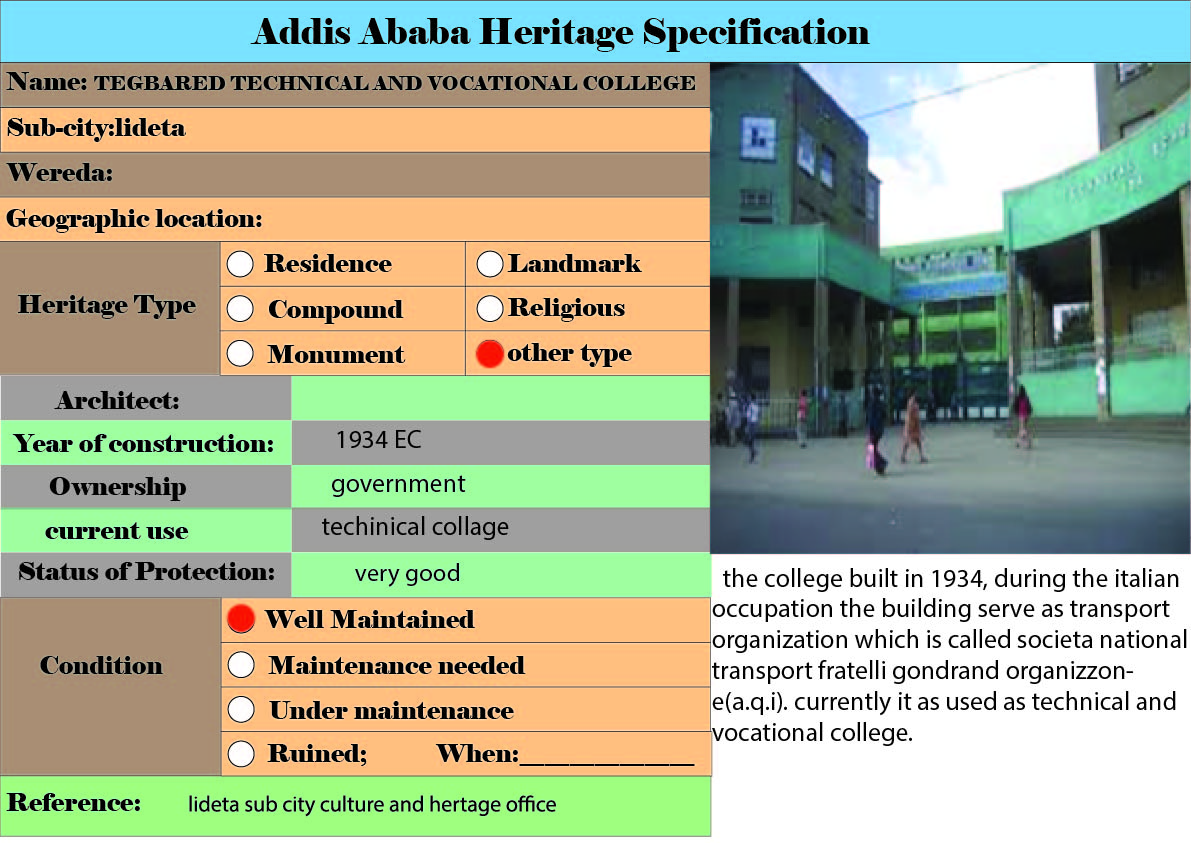 Addis Ababa Heritage Specification
Name: TEGBARED TECHNICAL AND VOCATIONAL COLLEGE
Sub-city:lideta
Wereda:
Geographic location:
Heritage Type
Residence
Landmark
Compound
Religious
Monument
other type
Architect:
Year of construction: 1934 EC
Ownership government
current use techinical collage
Status of Protection: very good
Condition
Well Maintained
Maintenance needed
Under maintenance
Ruined; When:______________
Reference: lideta sub city culture and hertage office
TECHNICAL
the college built in 1934, during the italian
occupation the building serve as transport
organization which is called societa national
transport fratelli gondrand organizzon-
e(a.q.i). currently it as used as technical and
vocational college.